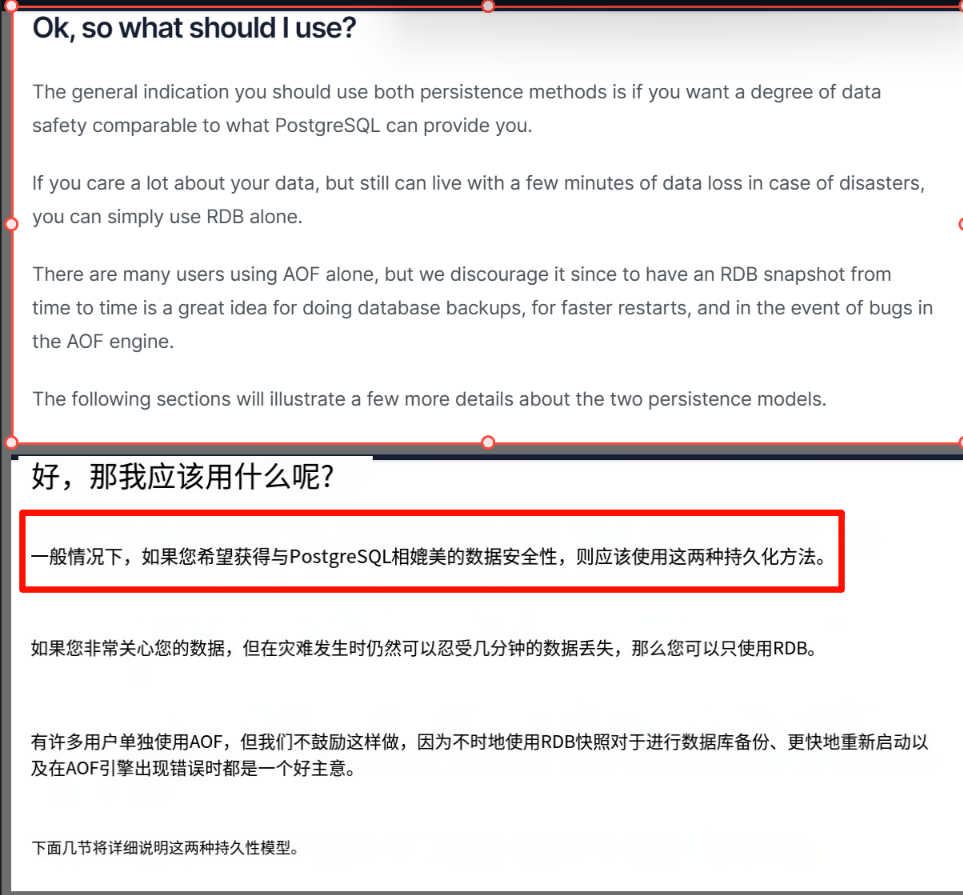 Ok, so what should I use?
The general indication you should use both persistence methods is if you want a degree of data
safety comparable to what PostgreSQL can provide you.
If you care a lot about your data, but still can live with a few minutes of data loss in case of disasters,
you can simply use RDB alone.
There are many users using AOF alone, but we discourage it since to have an RDB snapshot from
time to time is a great idea for doing database backups, for faster restarts, and in the event of bugs in
the AOF engine.
The following sections will illustrate a few more details about the two persistence models.
好，那我应该用什么呢?
一般情况下，如果您希望获得与PostgreSQL相媲美的数据安全性，则应该使用这两种持久化方法。
如果您非常关心您的数据，但在灾难发生时仍然可以忍受几分钟的数据丢失，那么您可以只使用RDB。
有许多用户单独使用AOF，但我们不鼓励这样做，因为不时地使用RDB快照对于进行数据库备份、更快地重新启动以
及在AOF引擎出现错误时都是一个好主意。
下面几节将详细说明这两种持久性模型。